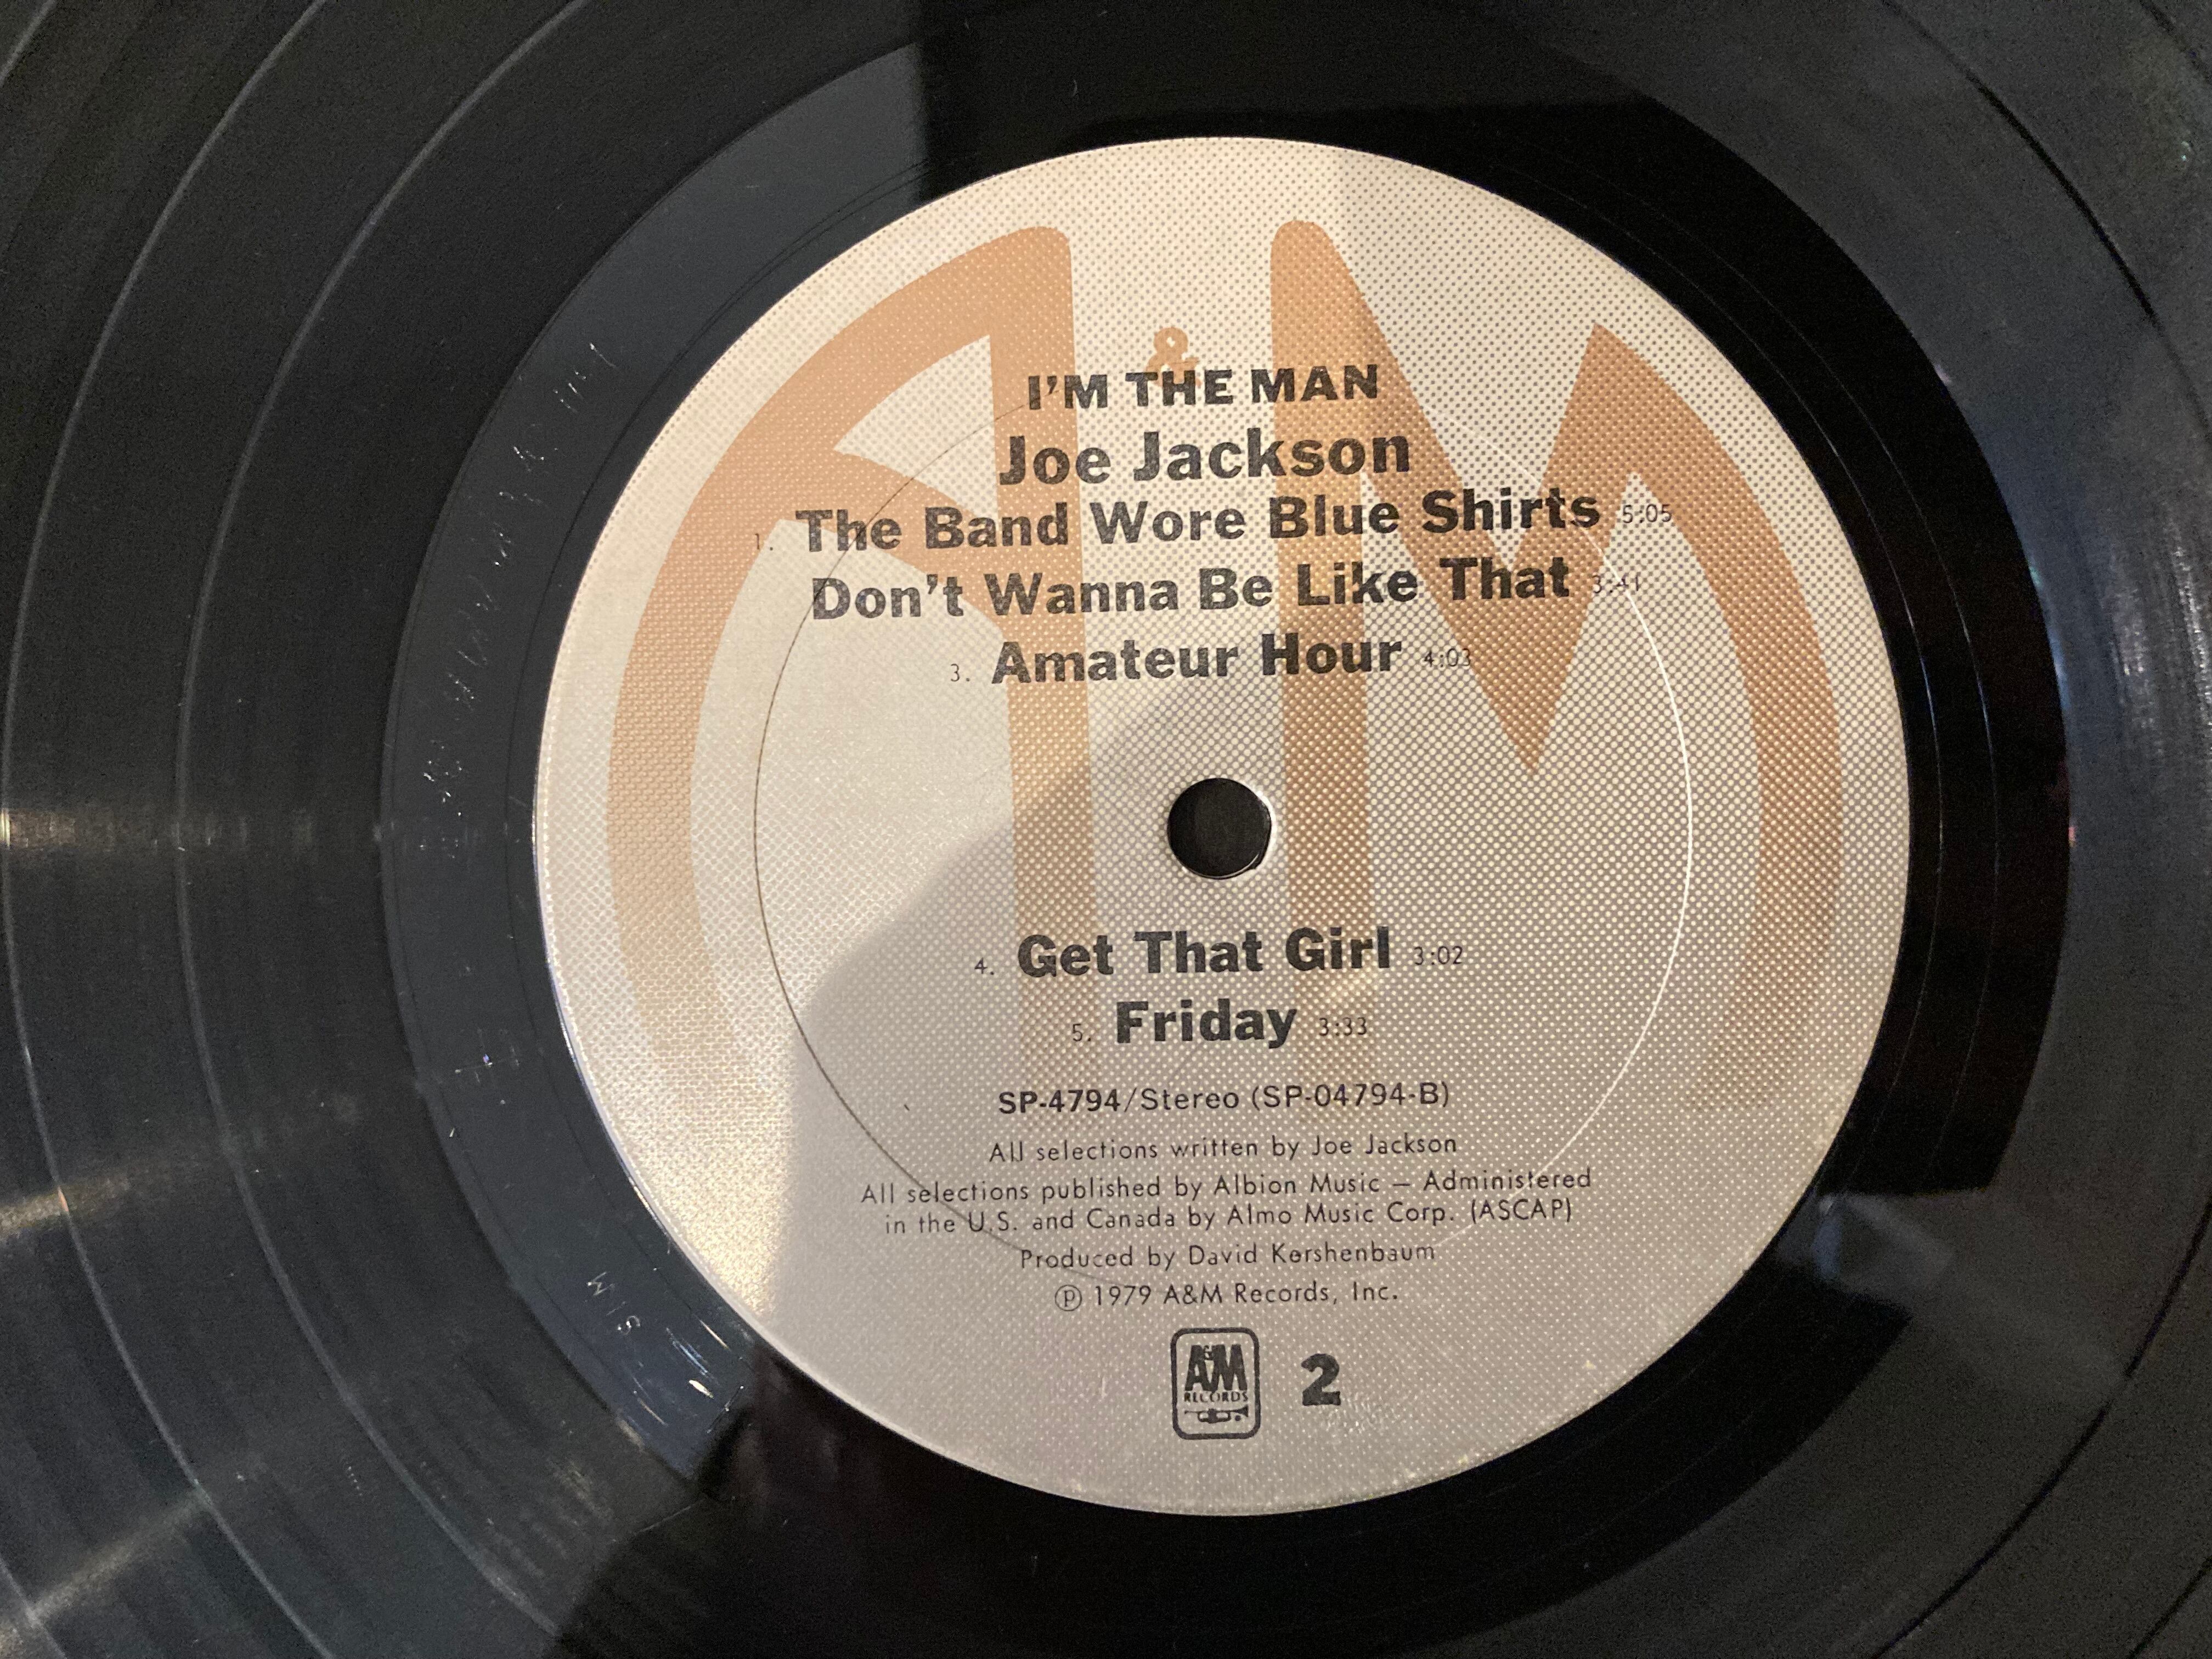 &
I'M THE MAN
Joe Jackson
1. The Band Wore Blue Shirts 5:05
Don't Wanna Be Like That 3:41
3. Amateur Hour 4:03
4. Get That Girl 3:02
5. Friday 3:33
SP-4794/Stereo (SP-04794-B)
All selections written by Joe Jackson
All selections published by Albion Music — Administered
in the U.S. and Canada by Almo Music Corp. (ASCAP)
Produced by David Kershenbaum
Ⓟ 1979 A&M Records, Inc.
A&M
RECORDS
2